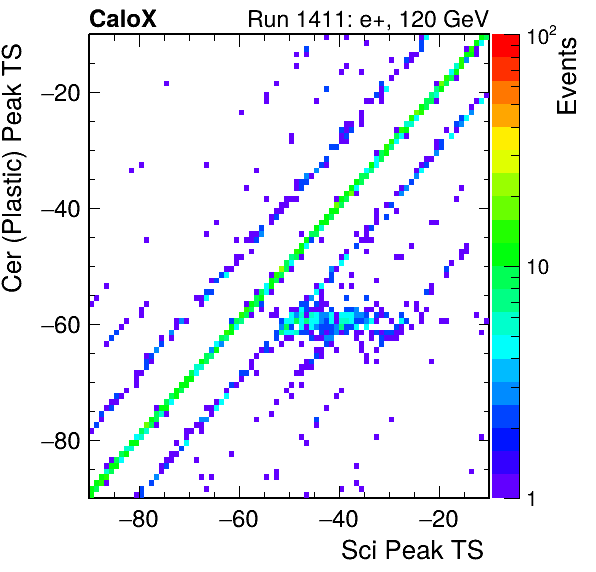 CaloX Run 1411: e+, 120 GeV
10²
Events
Cer (Plastic) Peak TS
−20
−40
10
−60
−80
1
−80 −60 −40 −20
Sci Peak TS